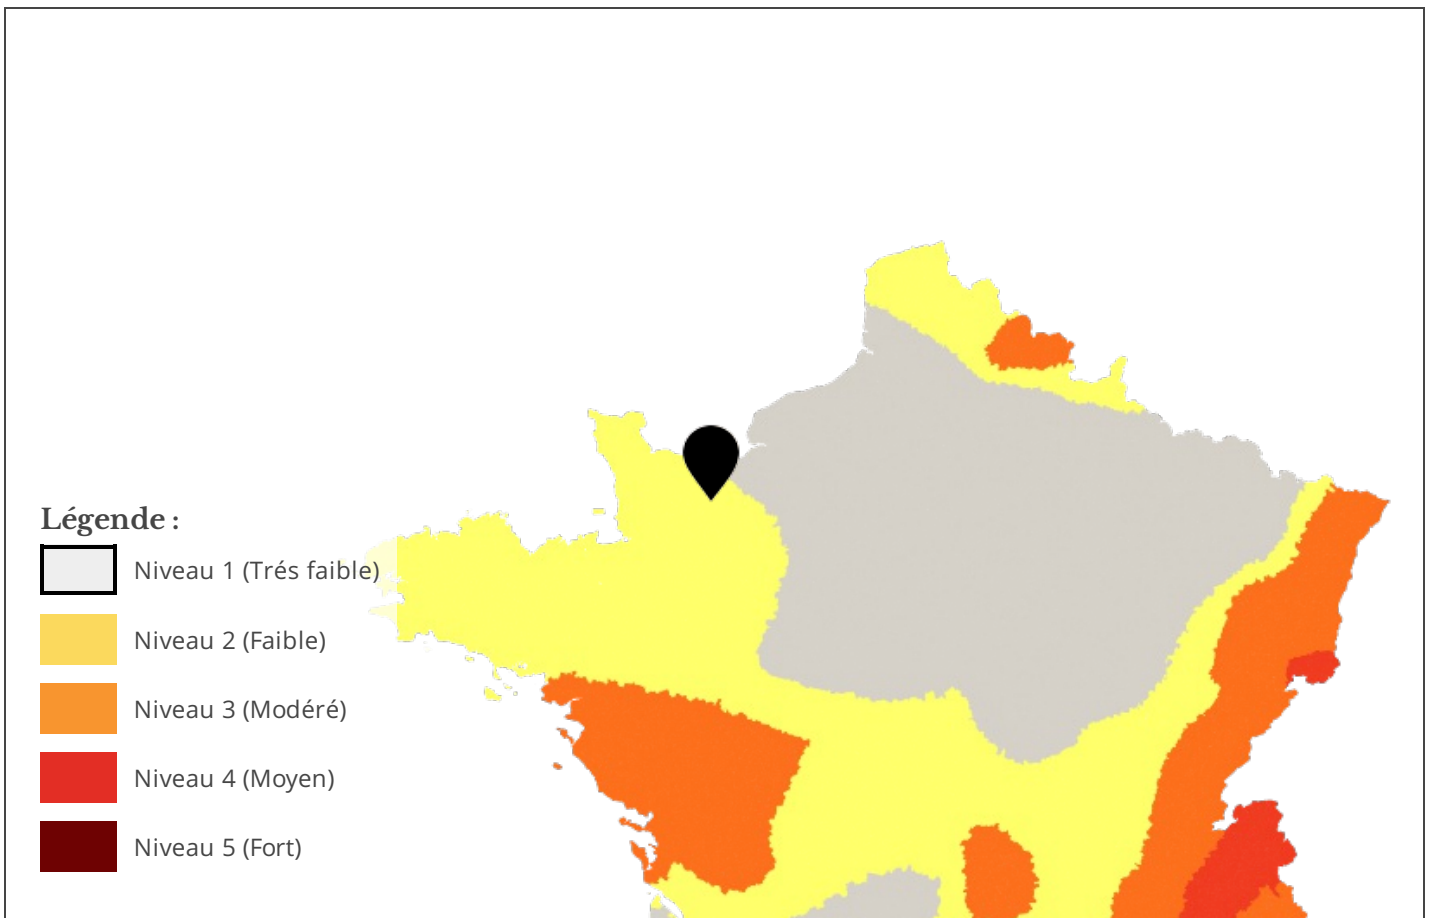 Légende :
Niveau 1 (Trés faible)
Niveau 2 (Faible)
Niveau 3 (Modéré)
Niveau 4 (Moyen)
Niveau 5 (Fort)